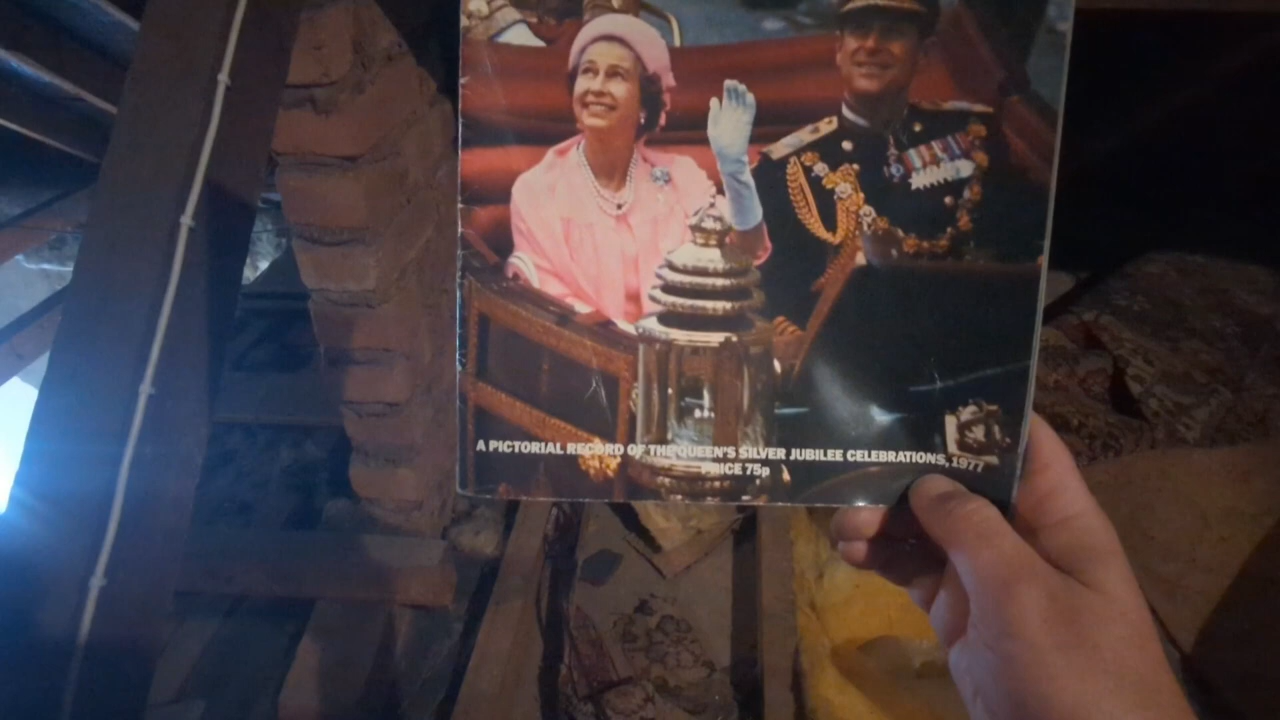 A PICTORIAL RECORD OF THE QUEEN'S SILVER JUBILEE CELEBRATIONS, 1977
PRICE 75p